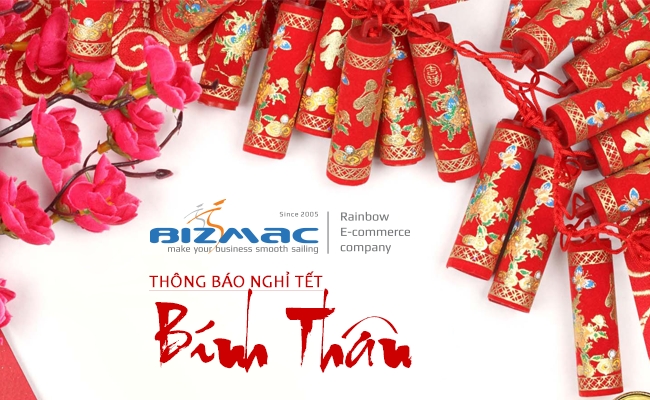 Since 2005
BIZMAC
make your business smooth sailing
Rainbow
E-commerce
company
THÔNG BÁO NGHỈ TẾT
Bính Thân